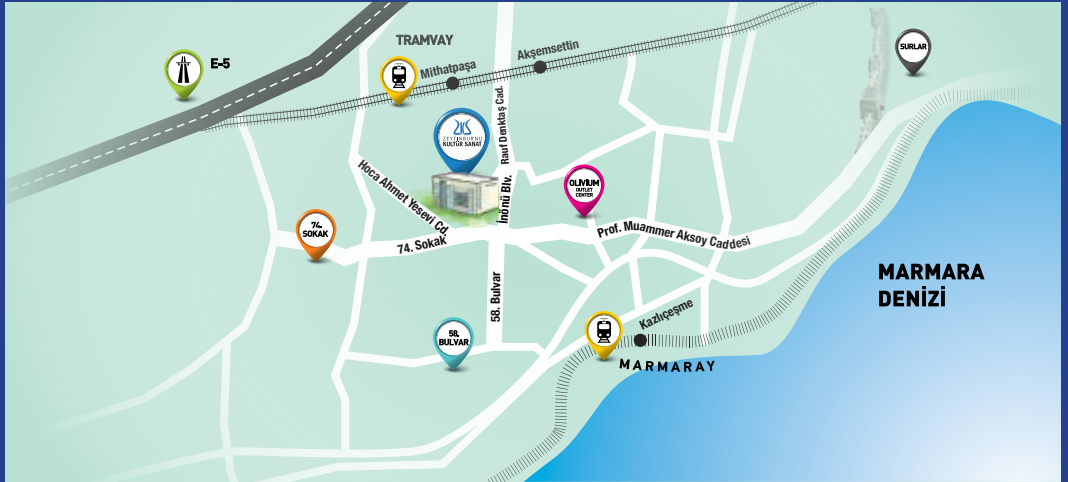 TRAMVAY
E-5
Mithatpaşa
Akşemsettin
SURLAR
ZKS
ZEYTİNBURNU
KÜLTÜR SANAT
Rauf Denktaş Cad.
İnönü Blv.
Hoca Ahmet Yesevi Cd.
OLIVIUM
OUTLET
CENTER
74.
SOKAK
74. Sokak
Prof. Muammer Aksoy Caddesi
MARMARA
DENİZİ
58. Bulvar
58.
BULVAR
Kazlıçeşme
MARMARAY